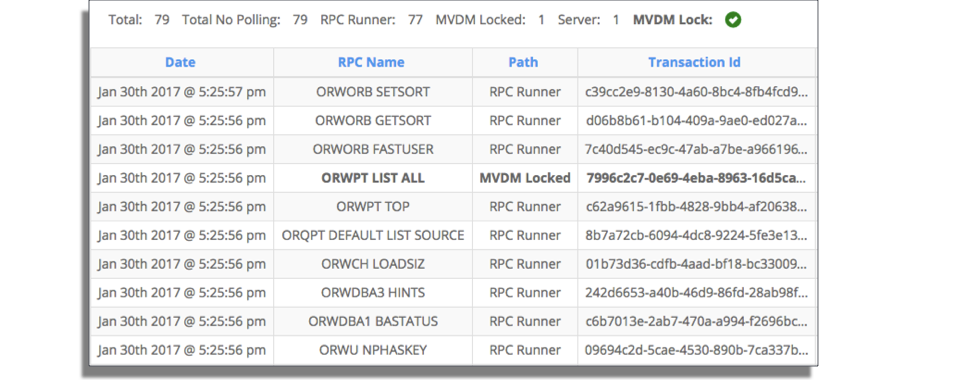 Total: 79 Total No Polling: 79 RPC Runner: 77 MVDM Locked: 1 Server: 1 MVDM Lock:
Date RPC Name Path Transaction Id
Jan 30th 2017 @ 5:25:57 pm ORWORB SETSORT RPC Runner c39cc2e9-8130-4a60-8bc4-8fb4fcd9...
Jan 30th 2017 @ 5:25:56 pm ORWORB GETSORT RPC Runner d06b8b61-b104-409a-9ae0-ed027a...
Jan 30th 2017 @ 5:25:56 pm ORWORB FASTUSER RPC Runner 7c40d545-ec9c-47ab-a7be-a966196...
Jan 30th 2017 @ 5:25:56 pm ORWPT LIST ALL MVDM Locked 7996c2c7-0e69-4eba-8963-16d5ca...
Jan 30th 2017 @ 5:25:56 pm ORWPT TOP RPC Runner c62a9615-1fbb-4828-9bb4-af20638...
Jan 30th 2017 @ 5:25:56 pm ORQPT DEFAULT LIST SOURCE RPC Runner 8b7a72cb-6094-4dc8-9224-5fe3e13...
Jan 30th 2017 @ 5:25:56 pm ORWCH LOADSIZ RPC Runner 01b73d36-cdfb-4aad-bf18-bc33009...
Jan 30th 2017 @ 5:25:56 pm ORWDBA3 HINTS RPC Runner 242d6653-a40b-46d9-86fd-28ab98f...
Jan 30th 2017 @ 5:25:56 pm ORWDBA1 BASTATUS RPC Runner c6b7013e-2ab7-470a-a994-f2696bc...
Jan 30th 2017 @ 5:25:56 pm ORWU NPHASKEY RPC Runner 09694c2d-5cae-4530-890b-7ca337b...